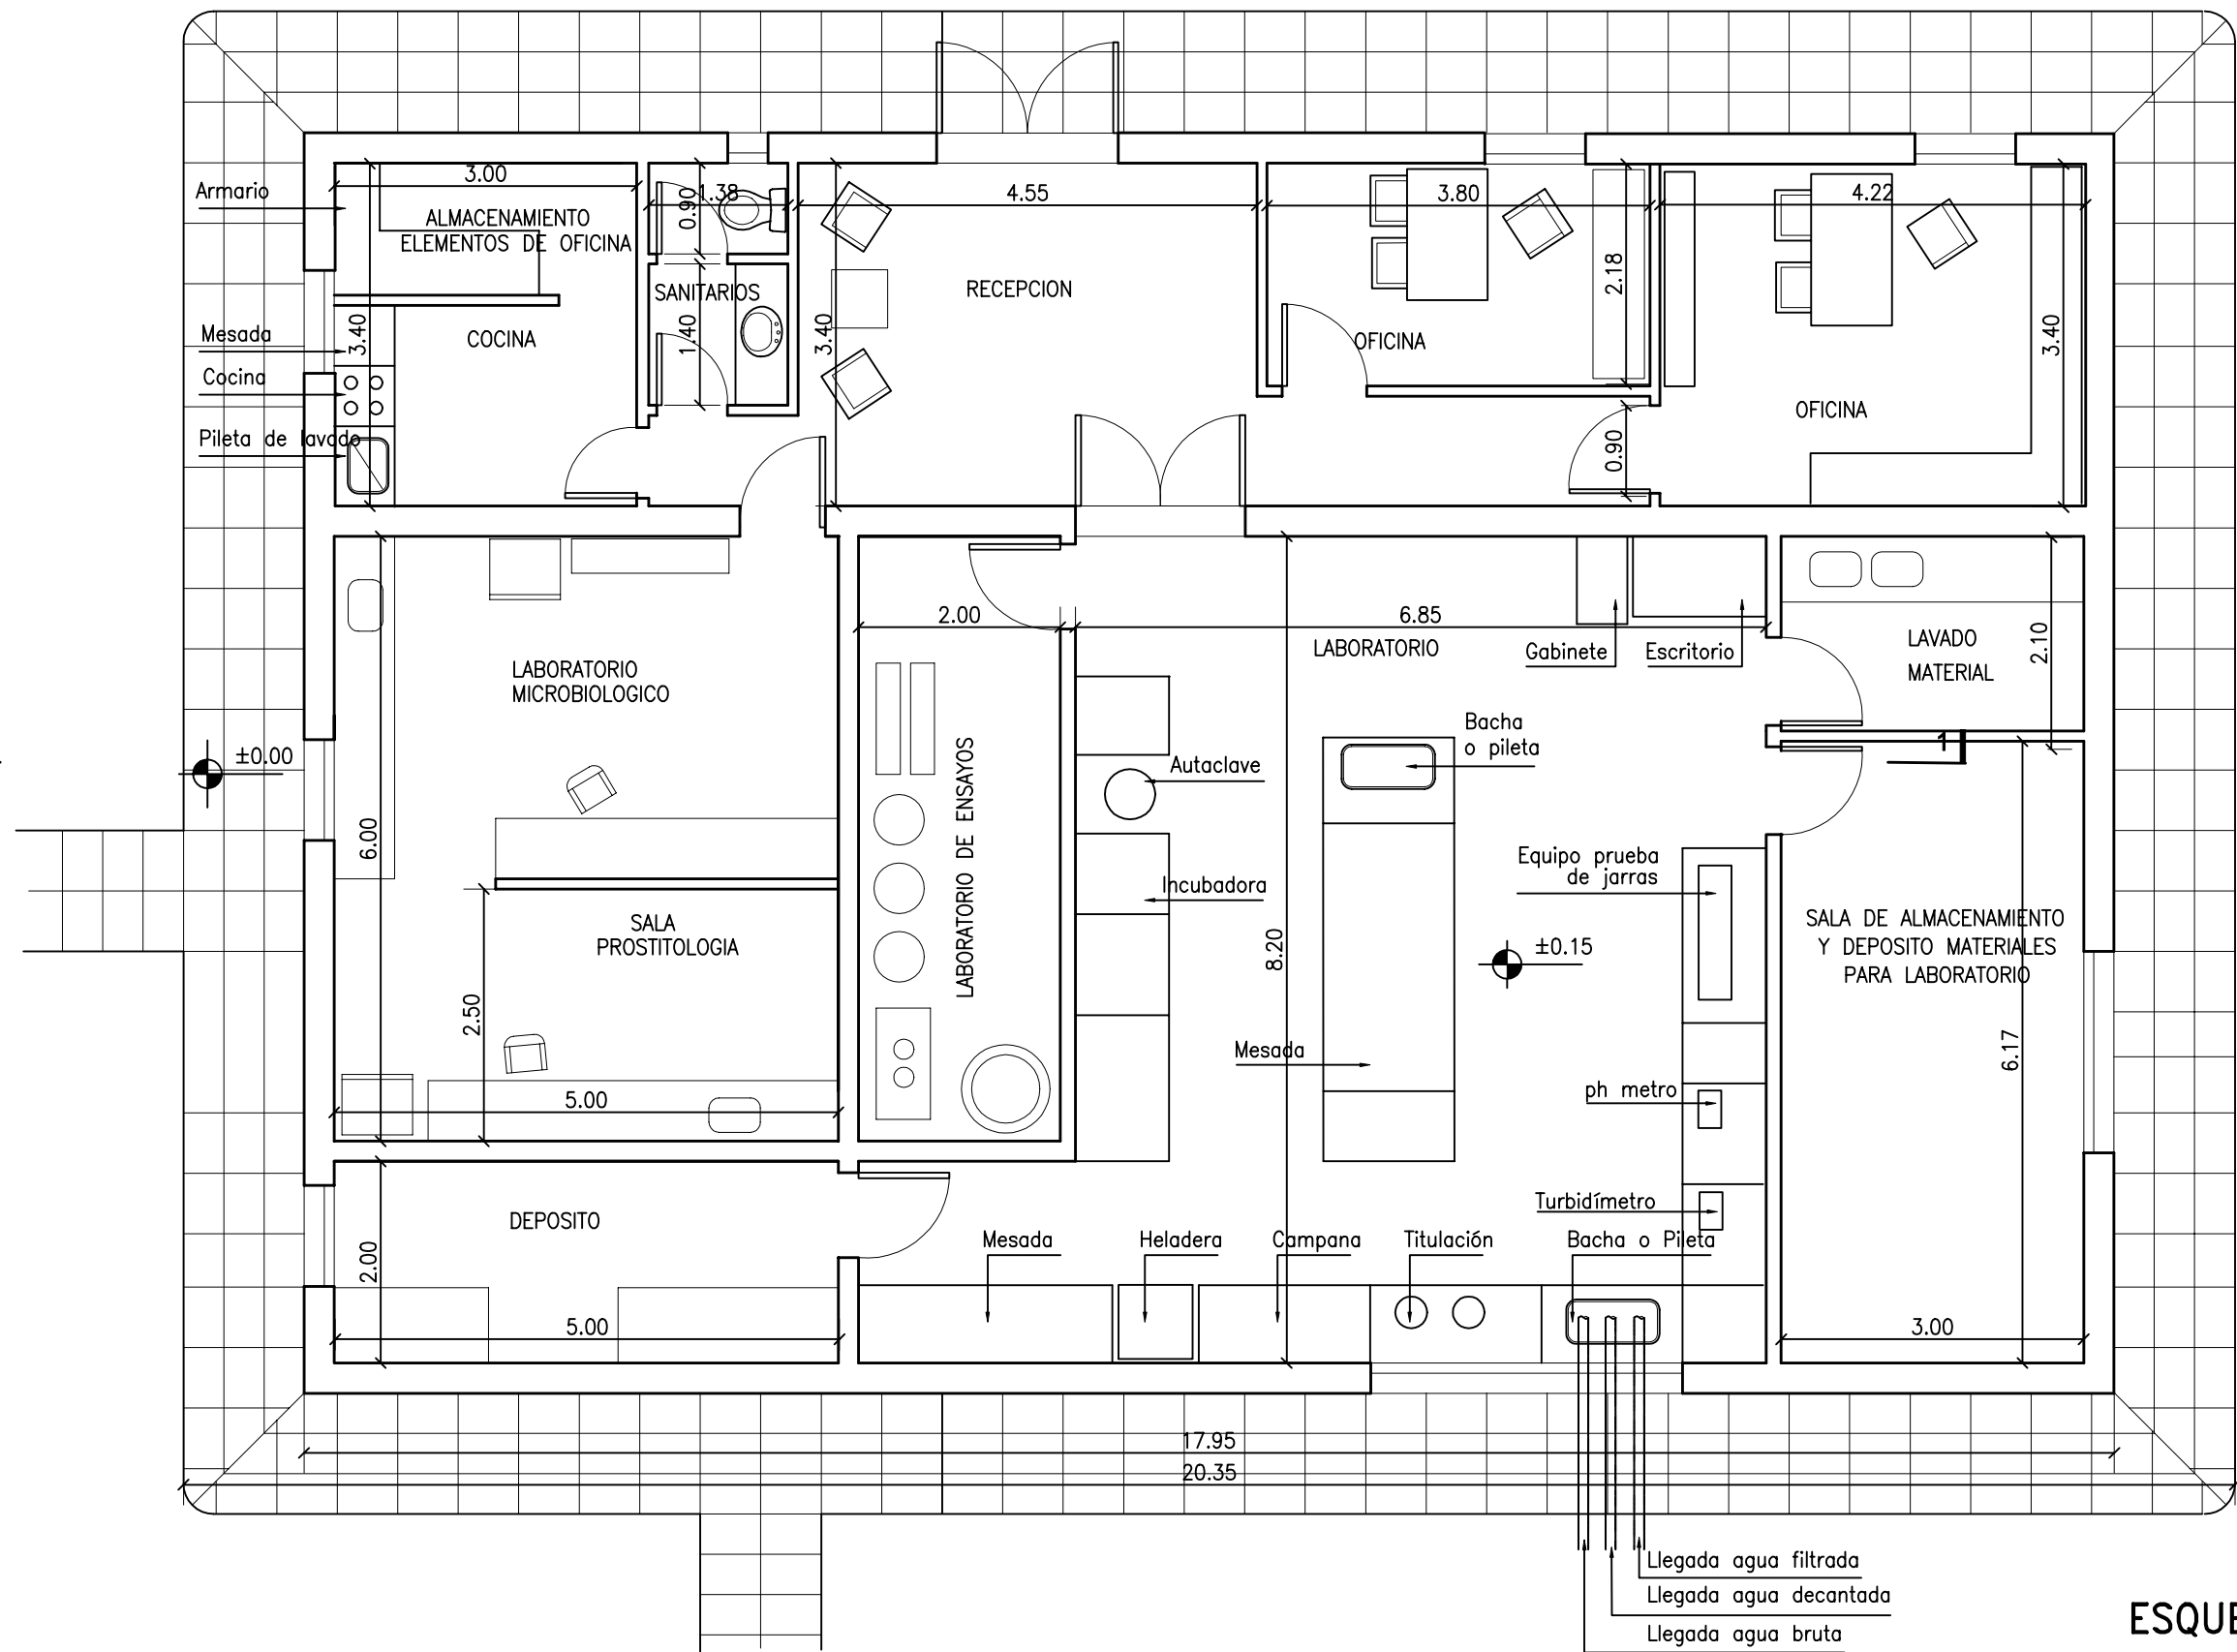 3.00
Armario
ALMACENAMIENTO
ELEMENTOS DE OFICINA
0.90
1.38
4.55
3.80
4.22
SANITARIOS
RECEPCION
2.18
Mesada
3.40
COCINA
1.40
3.40
OFICINA
3.40
Cocina
OFICINA
Pileta de lavado
0.90
2.00
6.85
LABORATORIO
Gabinete
Escritorio
LAVADO
MATERIAL
2.10
LABORATORIO
MICROBIOLOGICO
±0.00
Bacha
o pileta
1
Autaclave
LABORATORIO DE ENSAYOS
6.00
Equipo prueba
de jarras
Incubadora
SALA
PROSTITOLOGIA
8.20
±0.15
SALA DE ALMACENAMIENTO
Y DEPOSITO MATERIALES
PARA LABORATORIO
2.50
Mesada
6.17
ph metro
5.00
Turbidímetro
DEPOSITO
2.00
Mesada
Heladera
Campana
Titulación
Bacha o Pileta
5.00
3.00
17.95
20.35
Llegada agua filtrada
Llegada agua decantada
Llegada agua bruta